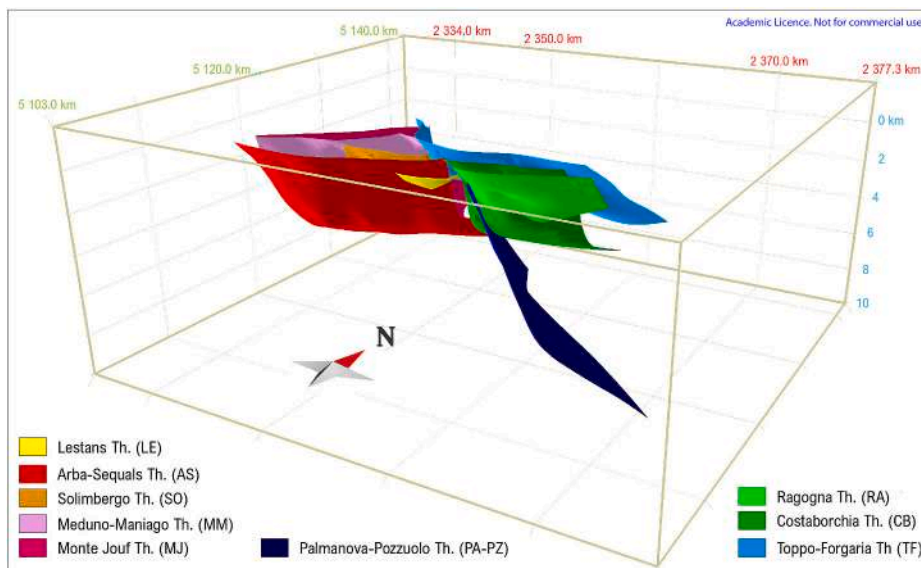 Academic Licence. Not for commercial use
5 140.0 km
2 334.0 km
2 350.0 km
2 370.0 km
2 377.3 km
5 120.0 km
5 103.0 km
0 km
2
4
6
8
10
N
Lestans Th. (LE)
Arba-Sequals Th. (AS)
Solimbergo Th. (SO)
Meduno-Maniago Th. (MM)
Monte Jouf Th. (MJ)
Palmanova-Pozzuolo Th. (PA-PZ)
Ragogna Th. (RA)
Costaborchia Th. (CB)
Toppo-Forgaria Th (TF)